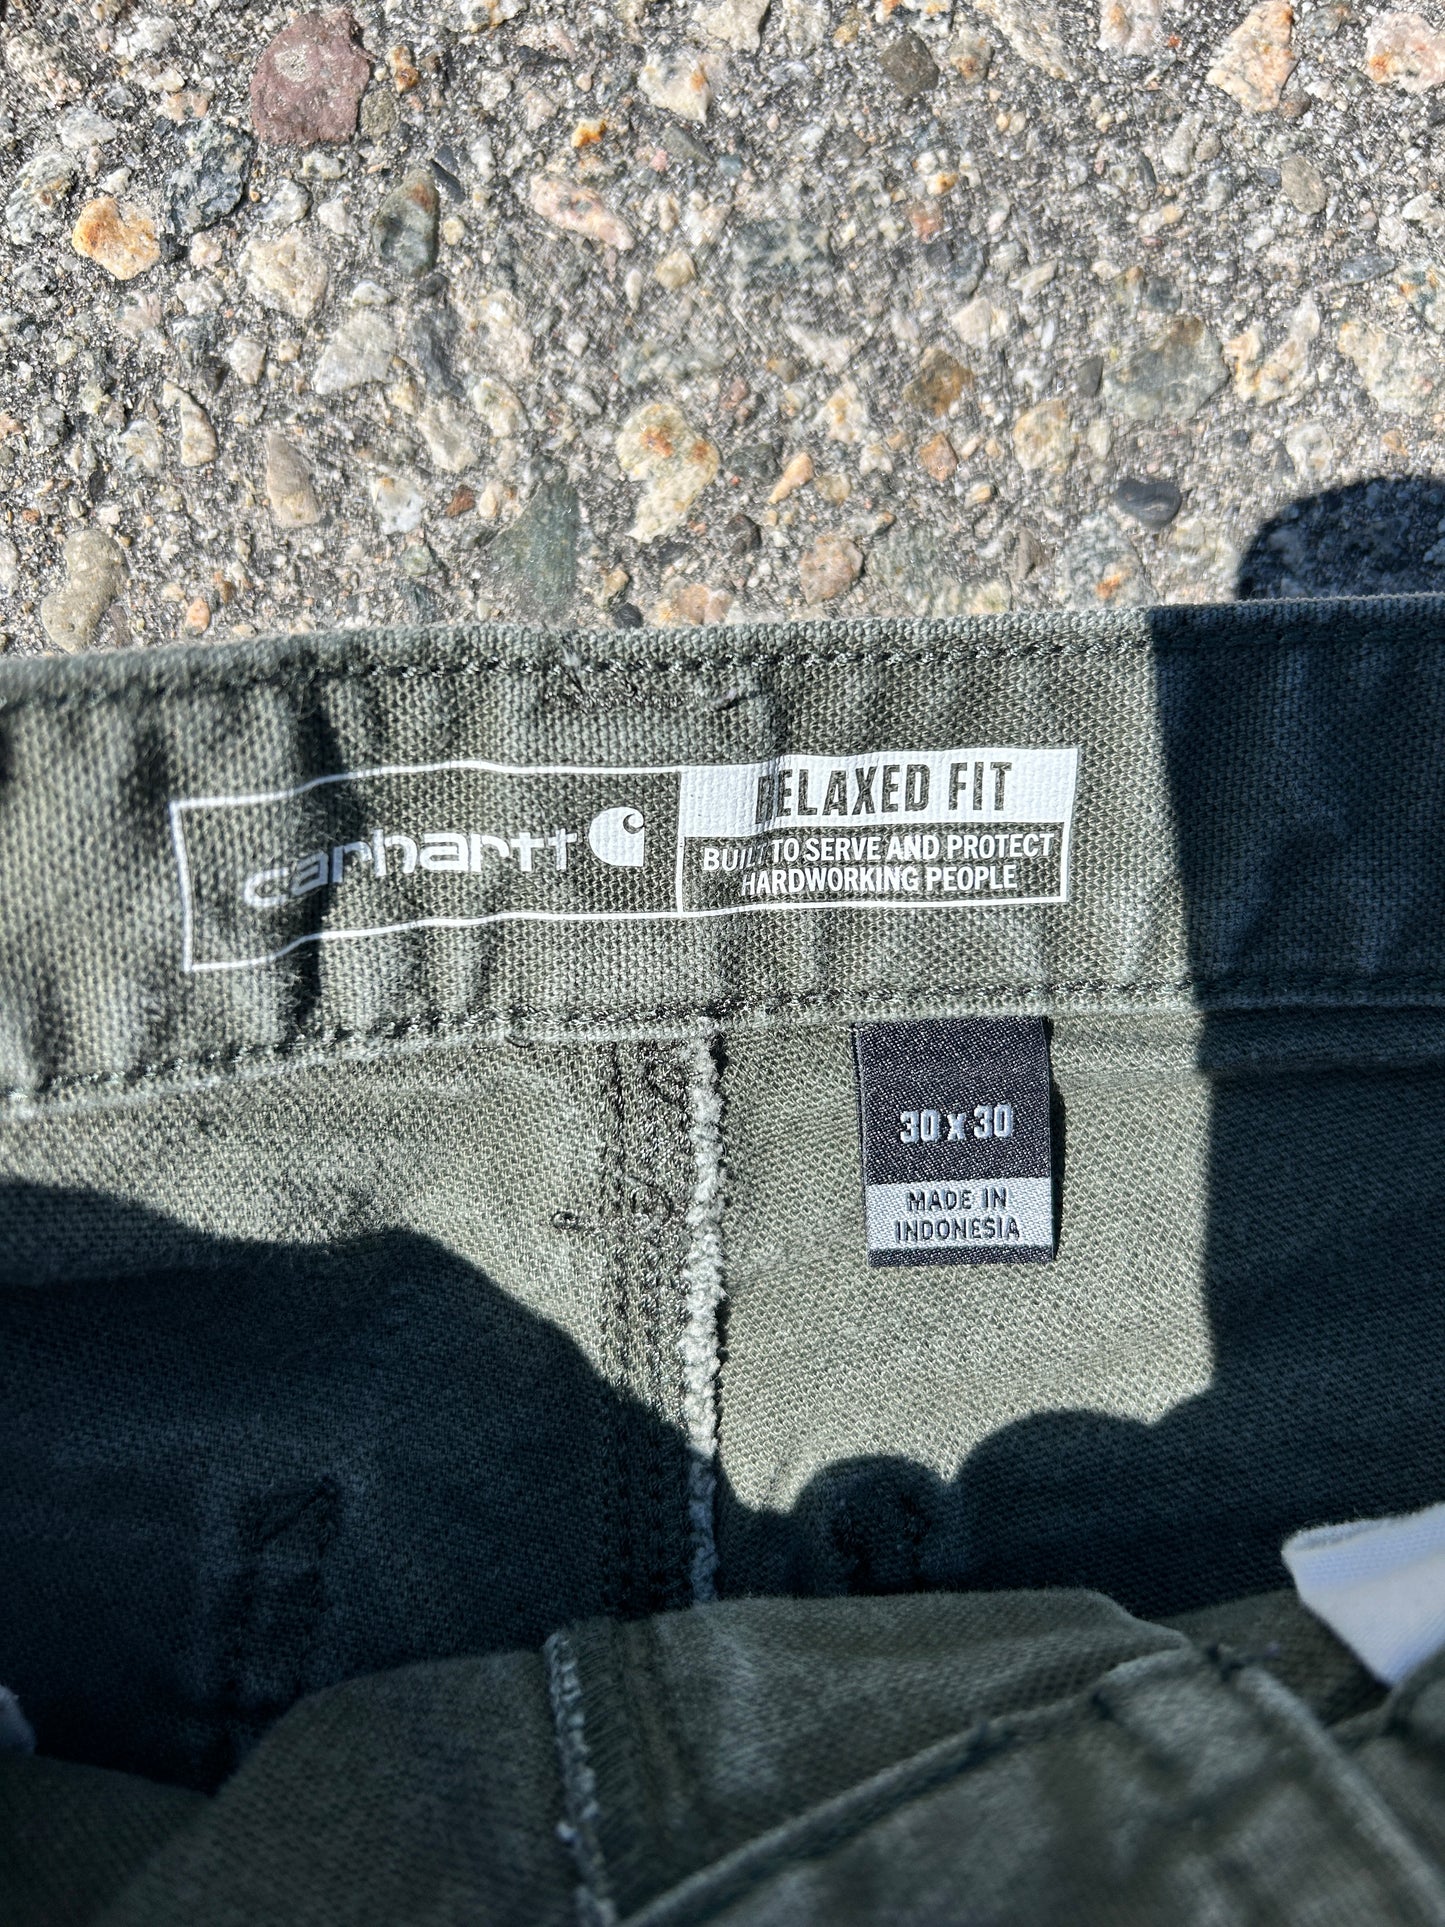 carhartt
RELAXED FIT
BUILT TO SERVE AND PROTECT
HARDWORKING PEOPLE
30 x 30
MADE IN
INDONESIA